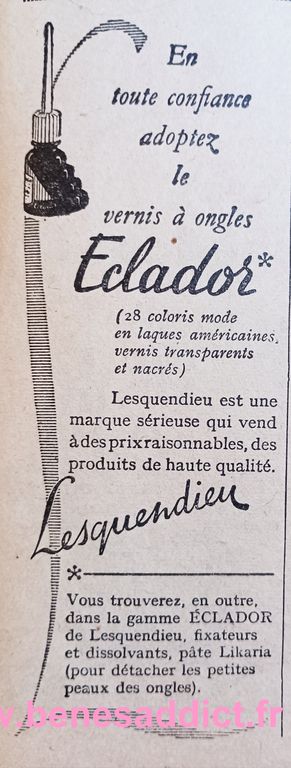 En
toute confiance
adoptez
le
vernis à ongles
Eclador*
(28 coloris mode
en laques américaines,
vernis transparents
et nacrés)
Lesquendieu est une
marque sérieuse qui vend
à des prix raisonnables, des
produits de haute qualité.
Lesquendieu
*
Vous trouverez, en outre,
dans la gamme ÉCLADOR
de Lesquendieu, fixateurs
et dissolvants, pâte Likaria
(pour détacher les petites
peaux des ongles).
w.benesaddict.fr